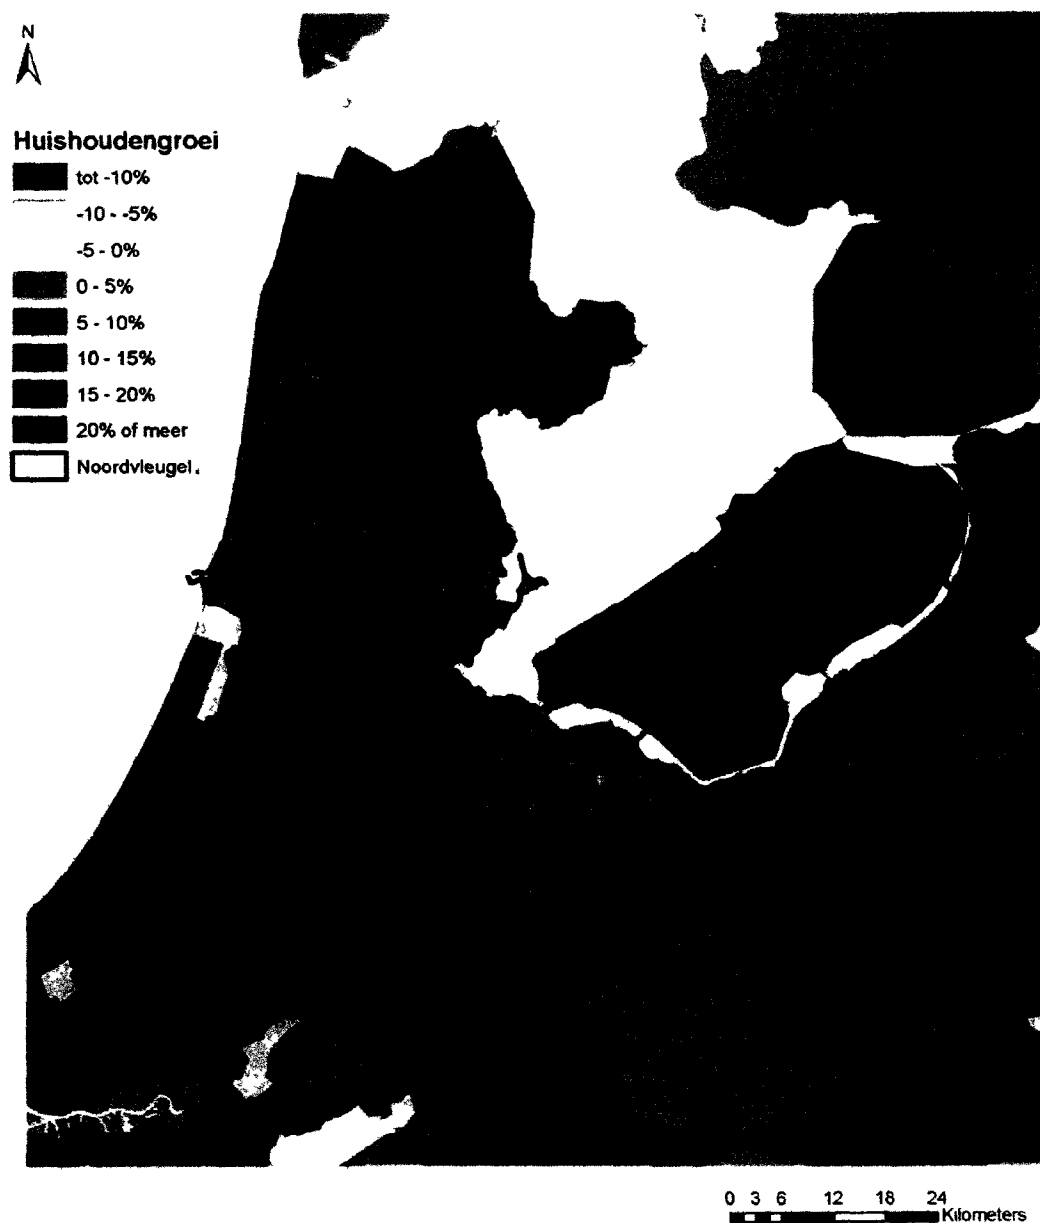 N
Huishoudengroei
tot -10%
-10 - -5%
-5 - 0%
0 - 5%
5 - 10%
10 - 15%
15 - 20%
20% of meer
Noordvleugel.
0 3 6 12 18 24
Kilometers